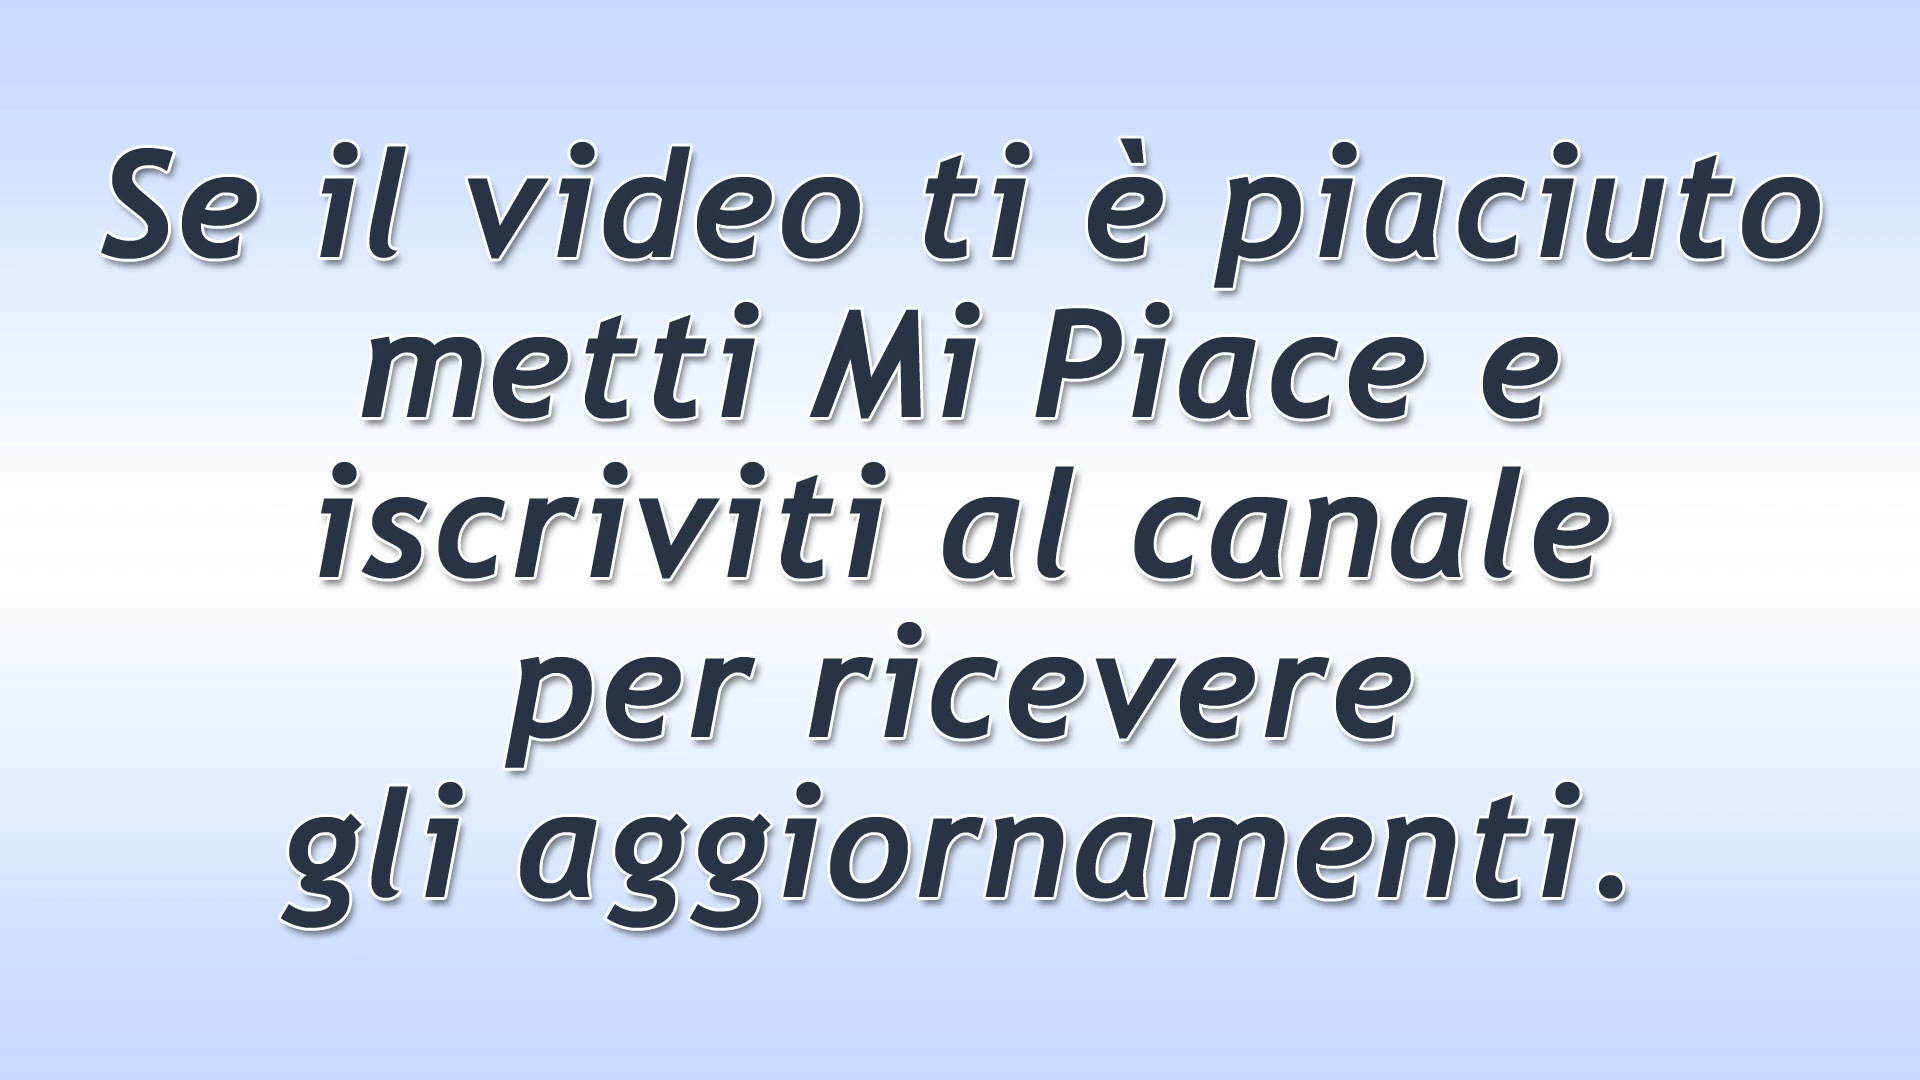 Se il video ti è piaciuto
metti Mi Piace e
iscriviti al canale
per ricevere
gli aggiornamenti.